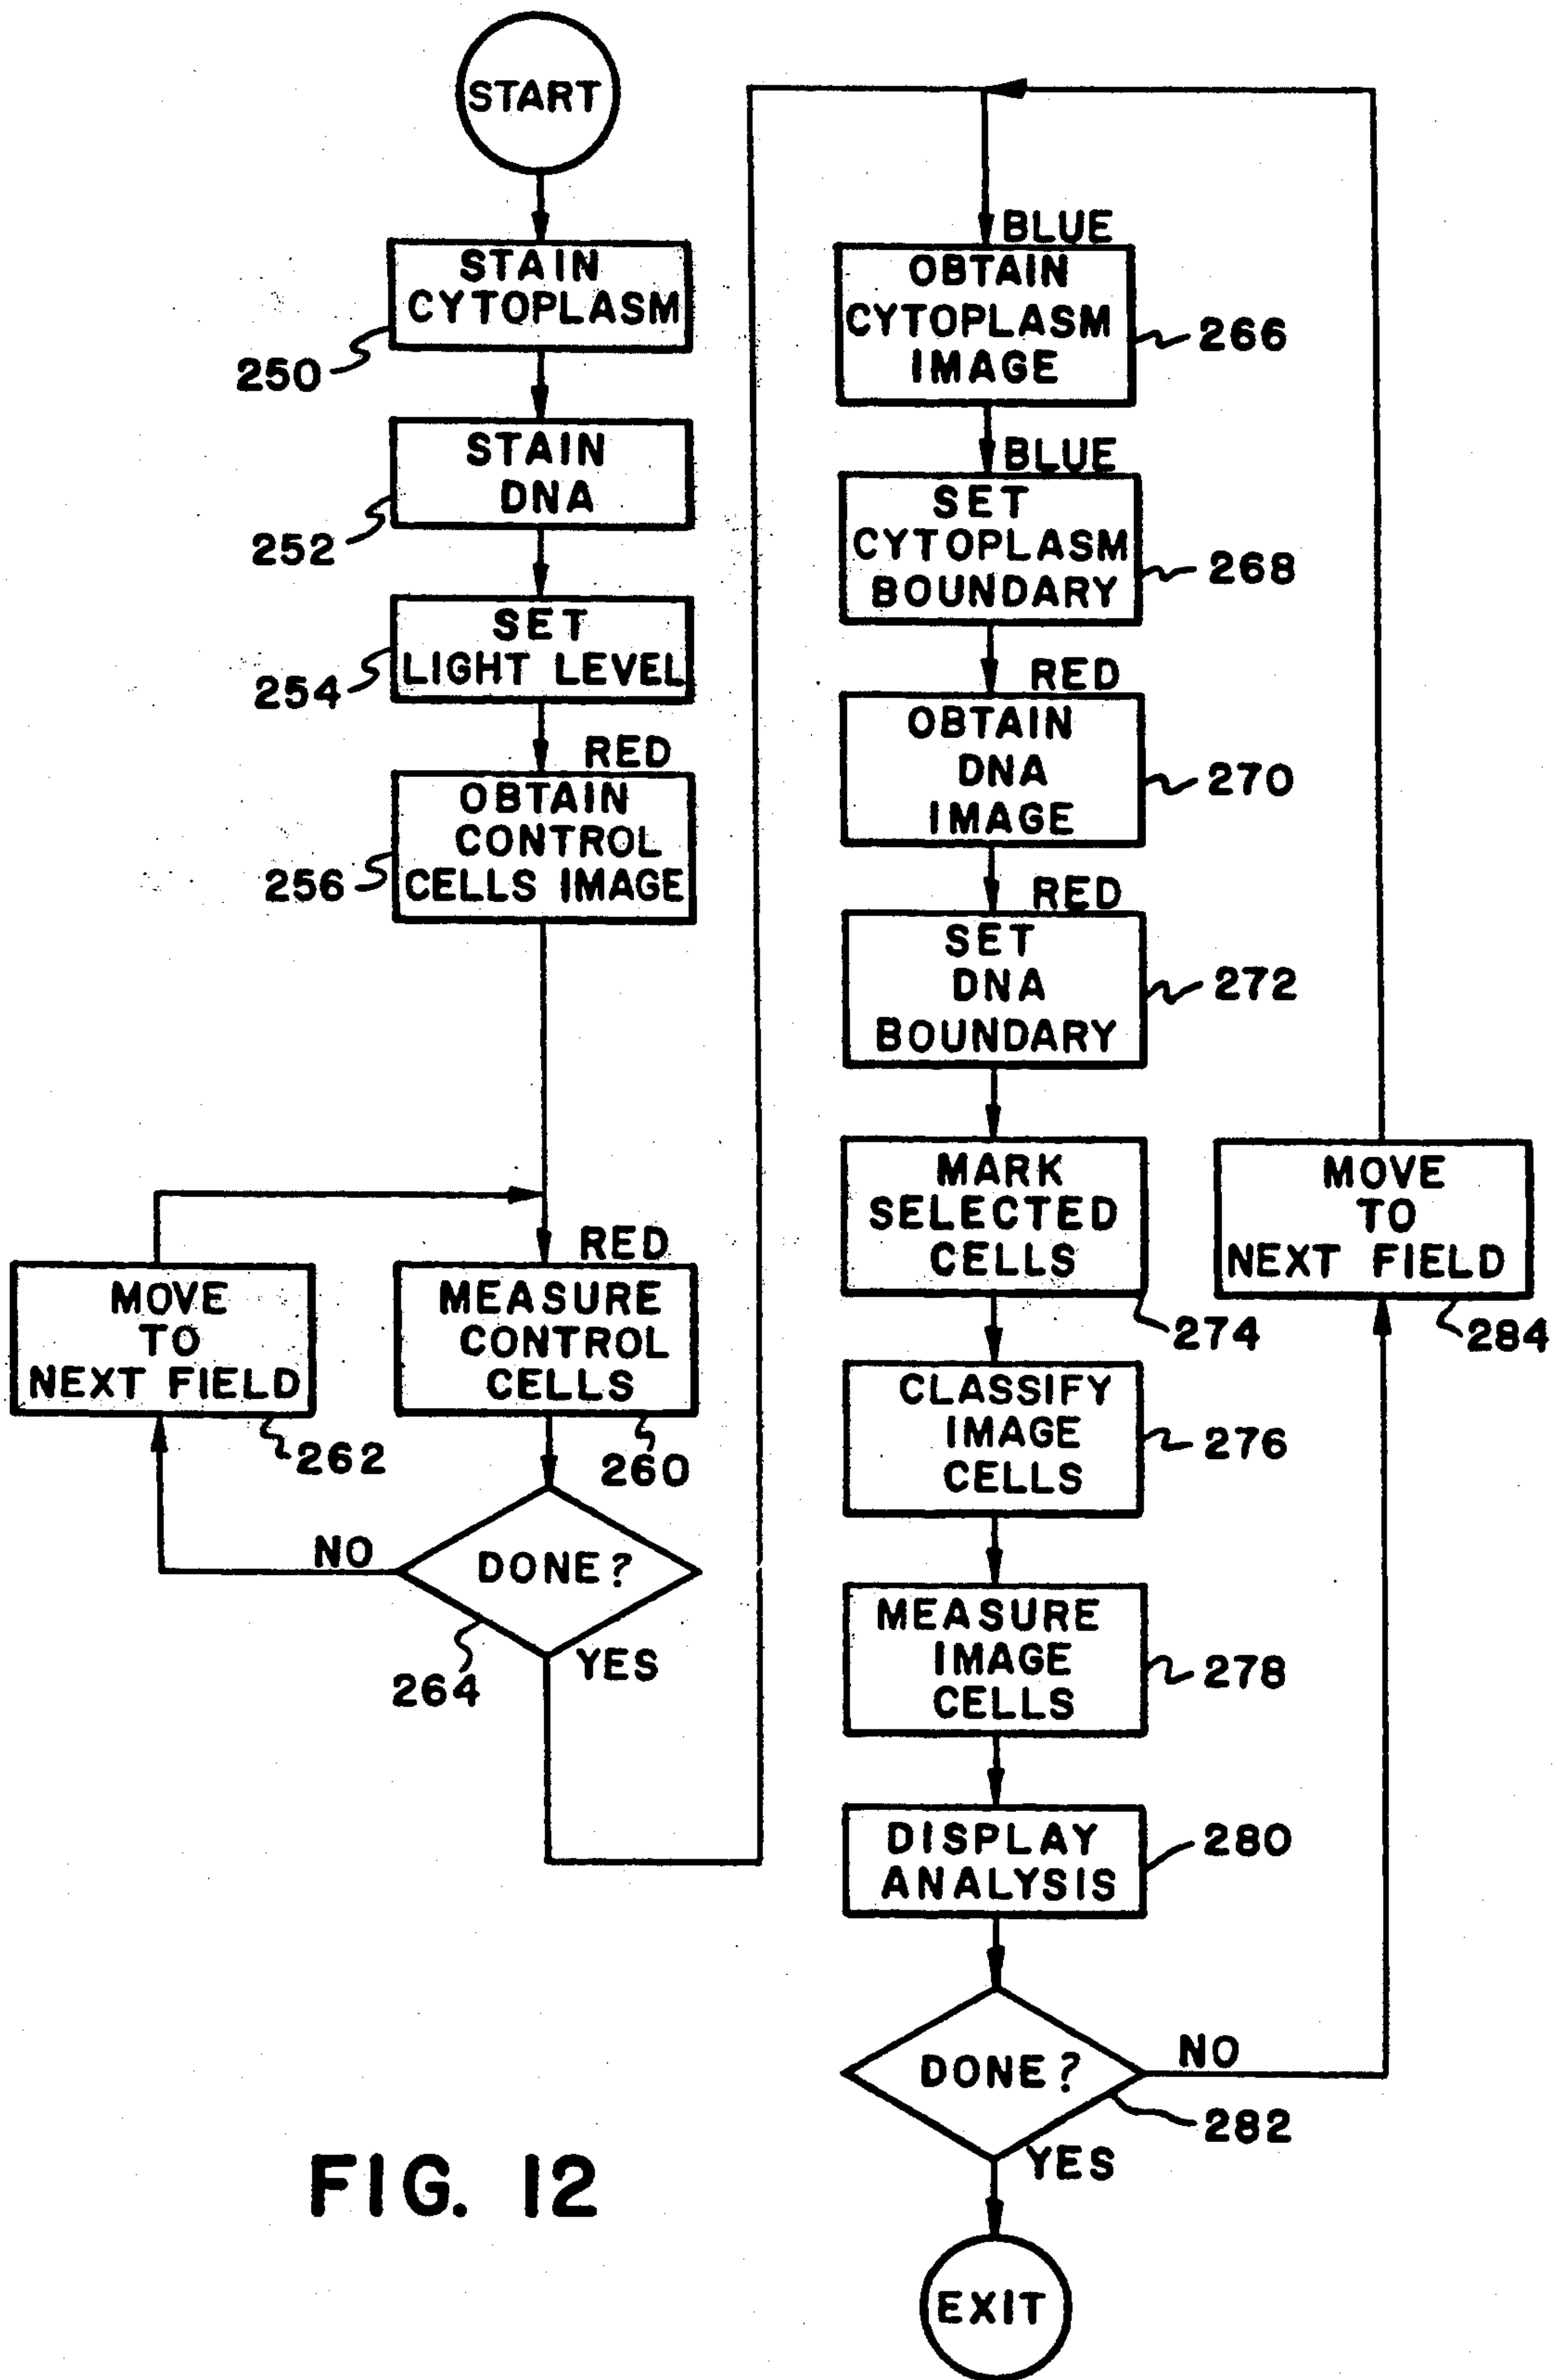 START
STAIN
CYTOPLASM
250
STAIN
DNA
252
SET
LIGHT LEVEL
254
RED
OBTAIN
CONTROL
CELLS IMAGE
256
RED
MEASURE
CONTROL
CELLS
260
MOVE
TO
NEXT FIELD
262
NO
DONE?
264
YES
BLUE
OBTAIN
CYTOPLASM
IMAGE
266
BLUE
SET
CYTOPLASM
BOUNDARY
268
RED
OBTAIN
DNA
IMAGE
270
RED
SET
DNA
BOUNDARY
272
MARK
SELECTED
CELLS
274
CLASSIFY
IMAGE
CELLS
276
MEASURE
IMAGE
CELLS
278
DISPLAY
ANALYSIS
280
DONE?
282
NO
MOVE
TO
NEXT FIELD
284
YES
EXIT
FIG. 12